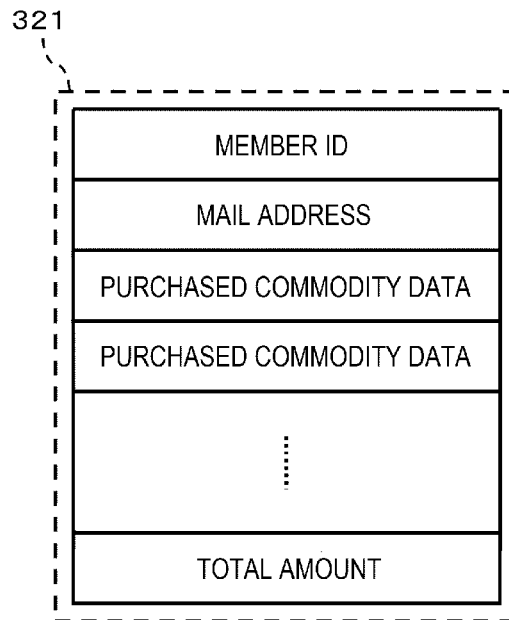 321
MEMBER ID
MAIL ADDRESS
PURCHASED COMMODITY DATA
PURCHASED COMMODITY DATA
TOTAL AMOUNT